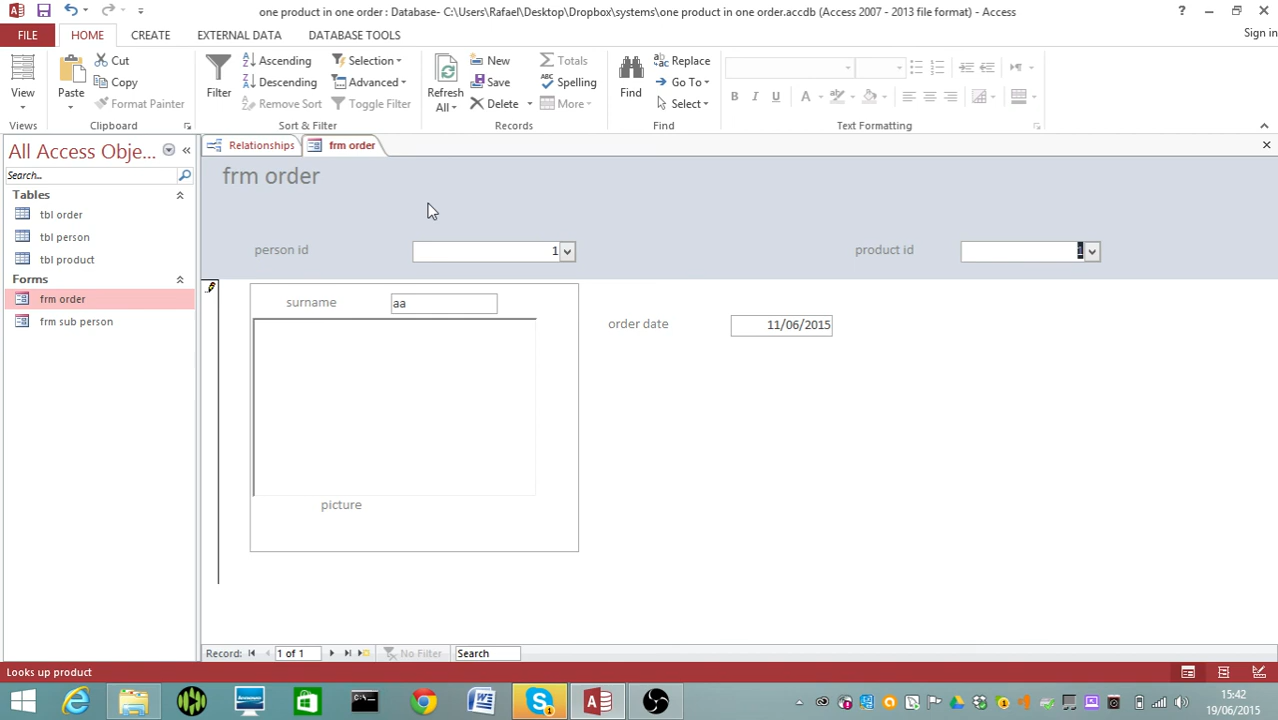 one product in one order : Database- C:\Users\Rafael\Desktop\Dropbox\systems\one product in one order.accdb (Access 2007 - 2013 file format) - Access
FILE HOME CREATE EXTERNAL DATA DATABASE TOOLS Sign in
View
Views
Paste
Cut
Copy
Format Painter
Clipboard
Filter
Ascending
Descending
Remove Sort
Selection
Advanced
Toggle Filter
Sort & Filter
Refresh
All
New
Save
Delete
Totals
Spelling
More
Records
Find
Replace
Go To
Select
Find
B I U A
Text Formatting
All Access Obje...
Search...
Tables
tbl order
tbl person
tbl product
Forms
frm order
frm sub person
Relationships frm order
frm order
person id 1 product id 1
surname aa
order date 11/06/2015
picture
Record: 1 of 1 No Filter Search
Looks up product
15:42
19/06/2015